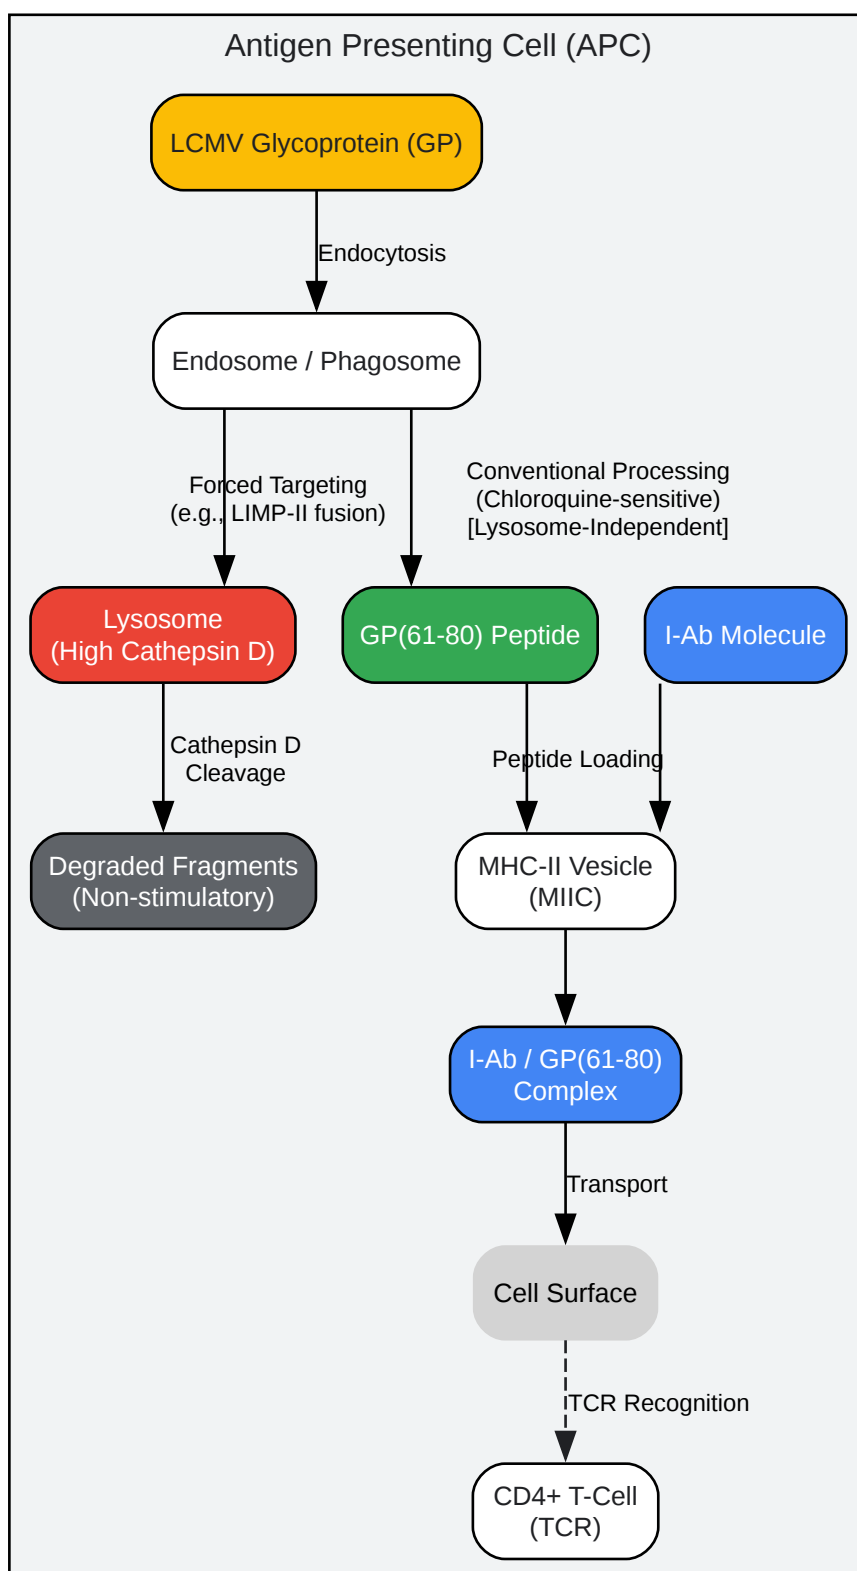 Antigen Presenting Cell (APC)
LCMV Glycoprotein (GP)
Endocytosis
Endosome / Phagosome
Forced Targeting
(e.g., LIMP-II fusion)
Conventional Processing
(Chloroquine-sensitive)
[Lysosome-Independent]
Lysosome
(High Cathepsin D)
GP(61-80) Peptide
I-Ab Molecule
Cathepsin D
Cleavage
Peptide Loading
Degraded Fragments
(Non-stimulatory)
MHC-II Vesicle
(MIIC)
I-Ab / GP(61-80)
Complex
Transport
Cell Surface
TCR Recognition
CD4+ T-Cell
(TCR)